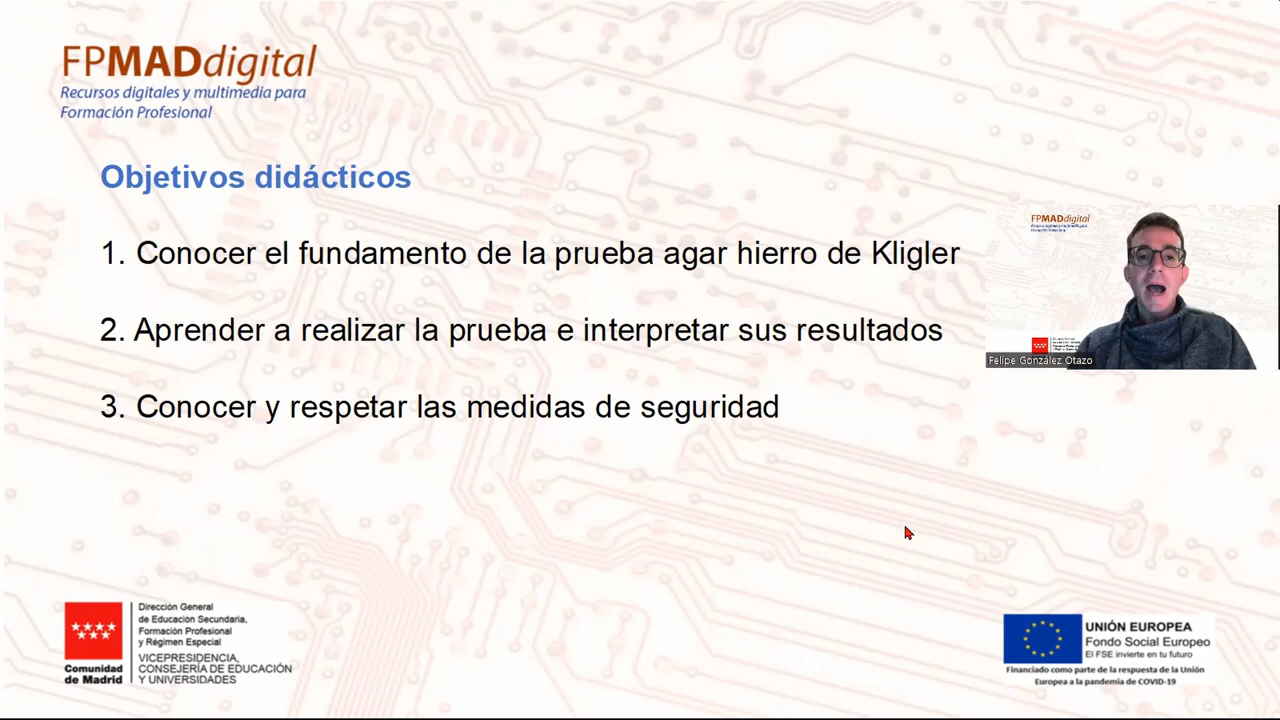 FPMADdigital
Recursos digitales y multimedia para
Formación Profesional
Objetivos didácticos
1. Conocer el fundamento de la prueba agar hierro de Kligler
2. Aprender a realizar la prueba e interpretar sus resultados
3. Conocer y respetar las medidas de seguridad
FPMADdigital
Felipe González Otazo
Comunidad
de Madrid
Dirección General
de Educación Secundaria,
Formación Profesional
y Régimen Especial
VICEPRESIDENCIA,
CONSEJERÍA DE EDUCACIÓN
Y UNIVERSIDADES
UNIÓN EUROPEA
Fondo Social Europeo
El FSE invierte en tu futuro
Financiado como parte de la respuesta de la Unión
Europea a la pandemia de COVID-19